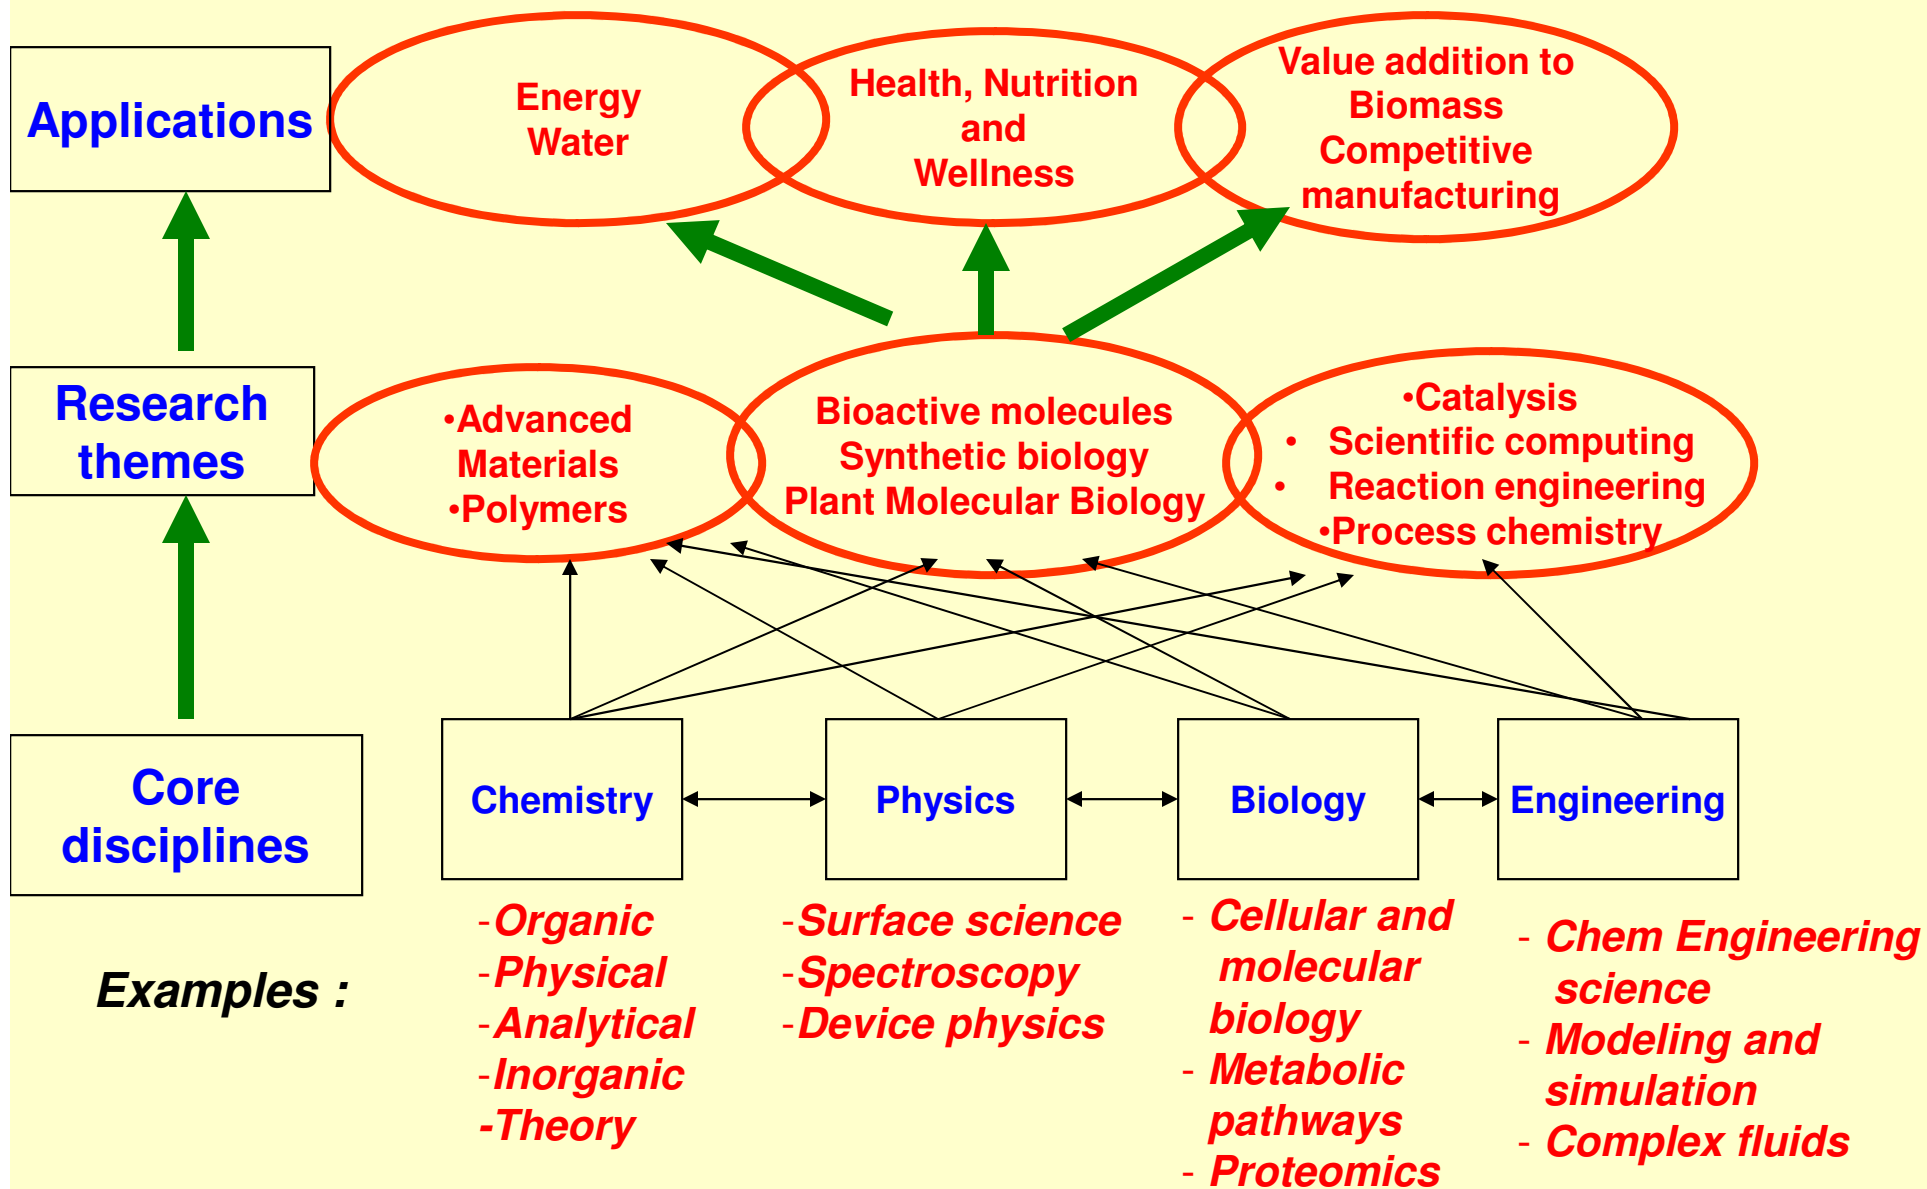 Applications
Energy
Water
Health, Nutrition
and
Wellness
Value addition to
Biomass
Competitive
manufacturing
Research
themes
•Advanced
Materials
•Polymers
Bioactive molecules
Synthetic biology
Plant Molecular Biology
•Catalysis
• Scientific computing
• Reaction engineering
•Process chemistry
Core
disciplines
Chemistry
Physics
Biology
Engineering
Examples :
-Organic
-Physical
-Analytical
-Inorganic
-Theory
-Surface science
-Spectroscopy
-Device physics
- Cellular and
molecular
biology
- Metabolic
pathways
- Proteomics
- Chem Engineering
science
- Modeling and
simulation
- Complex fluids